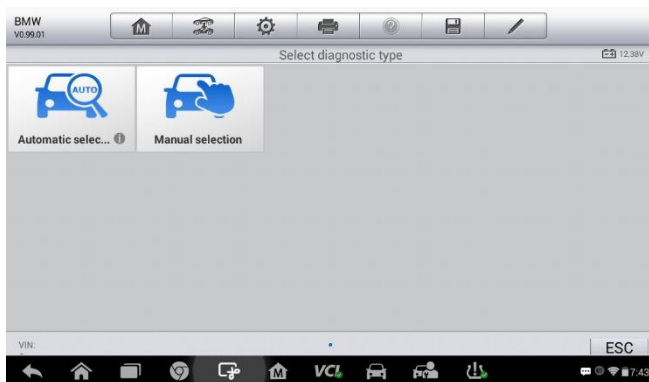 BMW
V0.99.01
M
?
Select diagnostic type
12.38V
AUTO
Automatic selec...
Manual selection
VIN:
ESC
M
VCI
7:43